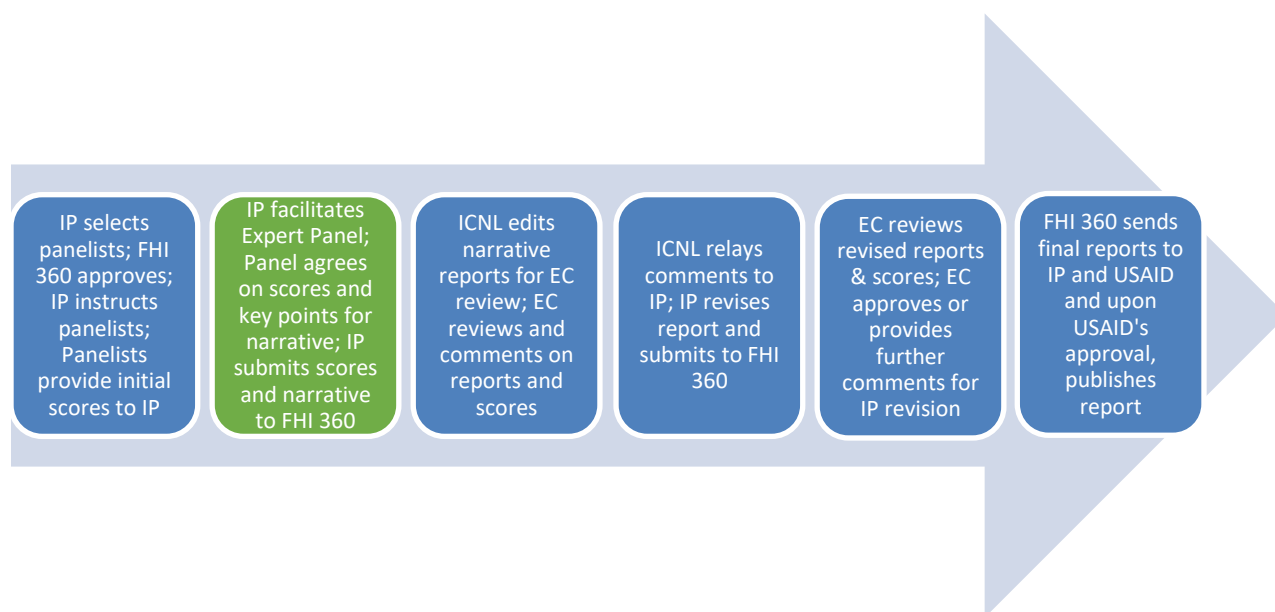 IP selects
panelists; FHI
360 approves;
IP instructs
panelists;
Panelists
provide initial
scores to IP
IP facilitates
Expert Panel;
Panel agrees
on scores and
key points for
narrative; IP
submits scores
and narrative
to FHI 360
ICNL edits
narrative
reports for EC
review; EC
reviews and
comments on
reports and
scores
ICNL relays
comments to
IP; IP revises
report and
submits to FHI
360
EC reviews
revised reports
& scores; EC
approves or
provides
further
comments for
IP revision
FHI 360 sends
final reports to
IP and USAID
and upon
USAID's
approval,
publishes
report